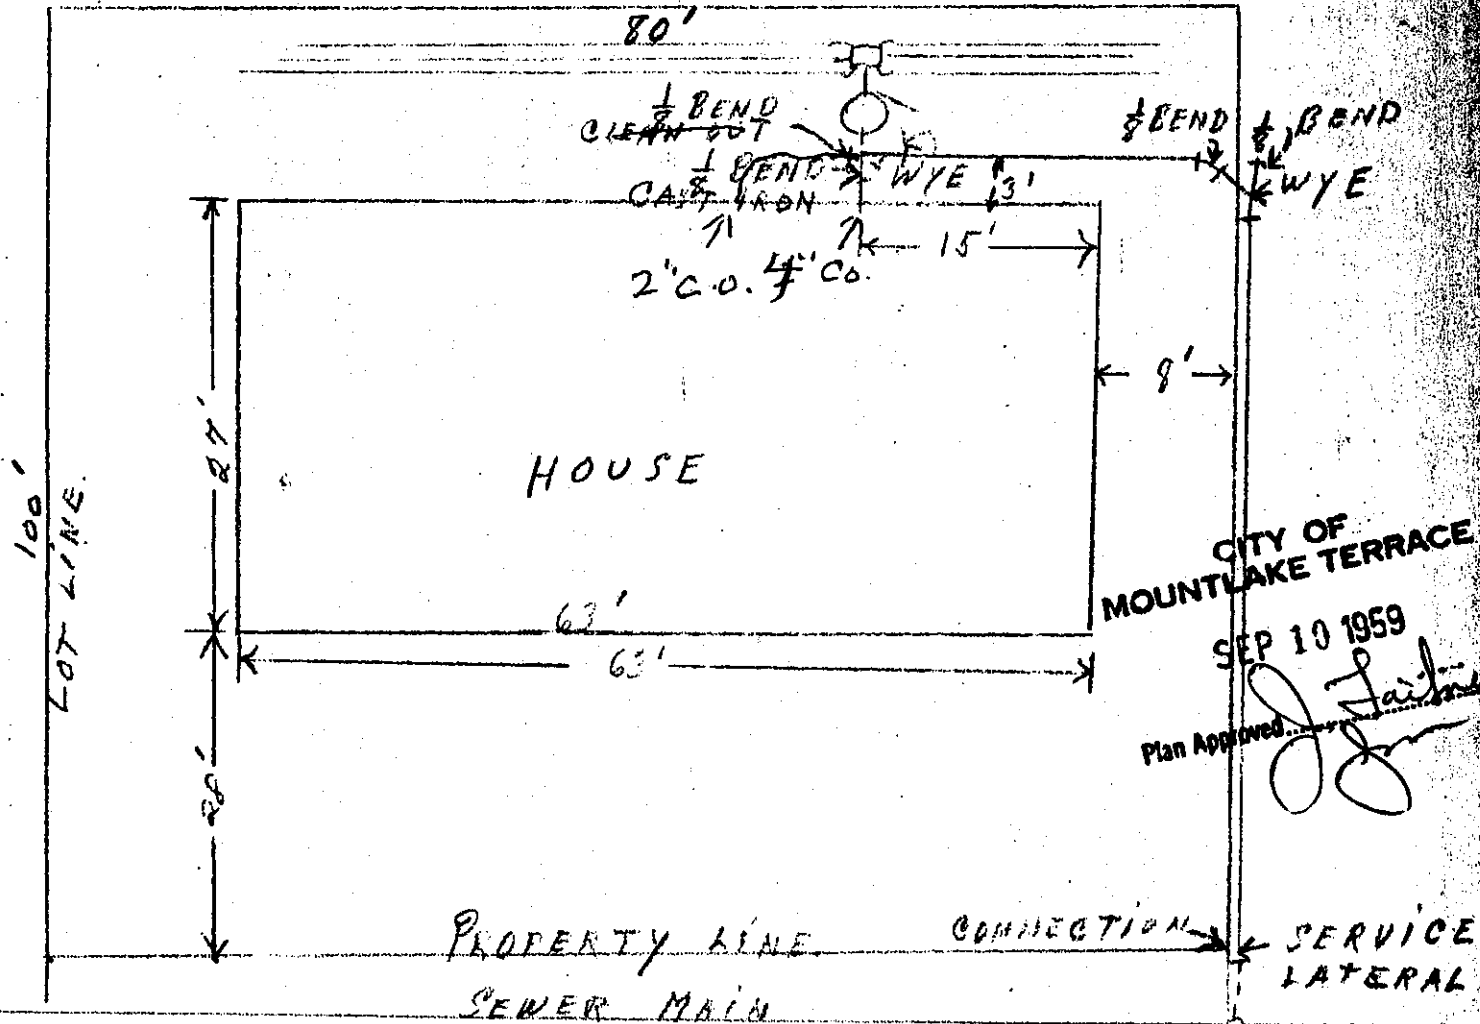 80'
1/8 BEND
CLEAN OUT
1/8 BEND
CAST IRON
WYE
3'
1/8 BEND
1/8 BEND
WYE
2" C.O. 4" Co.
15'
8'
27'
HOUSE
100'
LOT LINE.
63'
63'
CITY OF
MOUNTLAKE TERRACE
SEP 10 1959
Plan Approved
PROPERTY LINE
CONNECTION
SERVICE
LATERAL
SEWER MAIN